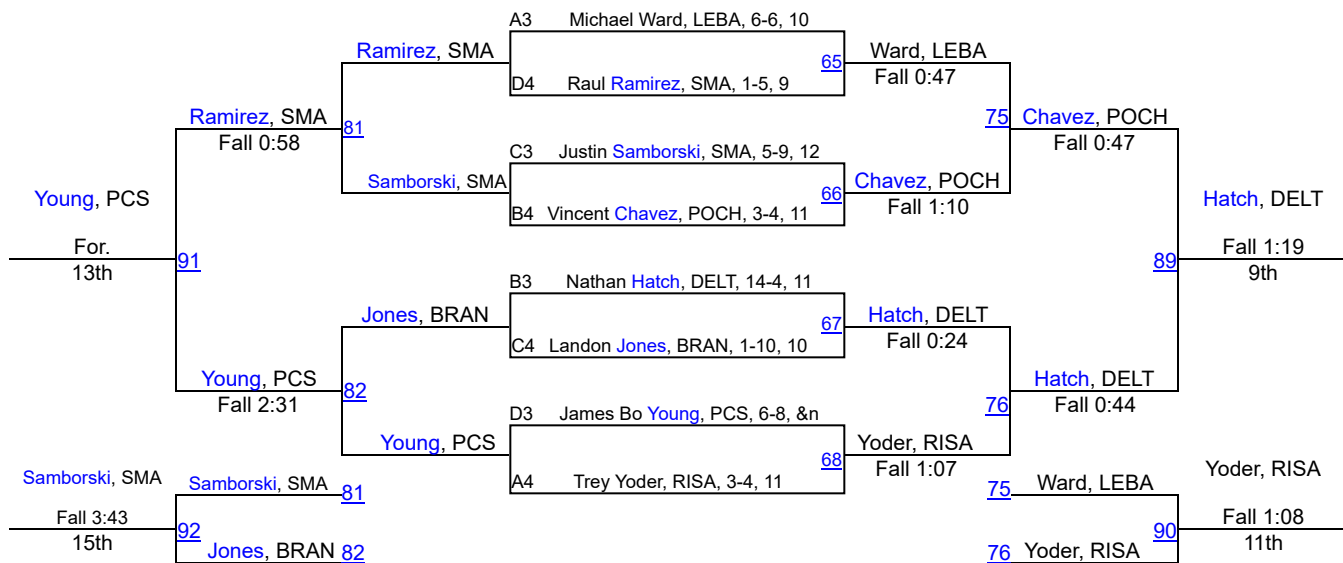 A3 Michael Ward, LEBA, 6-6, 10
Ramirez, SMA
65
Ward, LEBA
Fall 0:47
D4 Raul Ramirez, SMA, 1-5, 9
Ramirez, SMA
Fall 0:58
81
75
Chavez, POCH
Fall 0:47
C3 Justin Samborski, SMA, 5-9, 12
Samborski, SMA
66
Chavez, POCH
Fall 1:10
B4 Vincent Chavez, POCH, 3-4, 11
Young, PCS
For.
13th
91
Hatch, DELT
Fall 1:19
9th
89
B3 Nathan Hatch, DELT, 14-4, 11
Jones, BRAN
67
Hatch, DELT
Fall 0:24
C4 Landon Jones, BRAN, 1-10, 10
Young, PCS
Fall 2:31
82
76
Hatch, DELT
Fall 0:44
D3 James Bo Young, PCS, 6-8, &n
Young, PCS
68
Yoder, RISA
Fall 1:07
A4 Trey Yoder, RISA, 3-4, 11
Samborski, SMA
Fall 3:43
15th
Samborski, SMA 81
92
Jones, BRAN 82
75 Ward, LEBA
90
76 Yoder, RISA
Yoder, RISA
Fall 1:08
11th